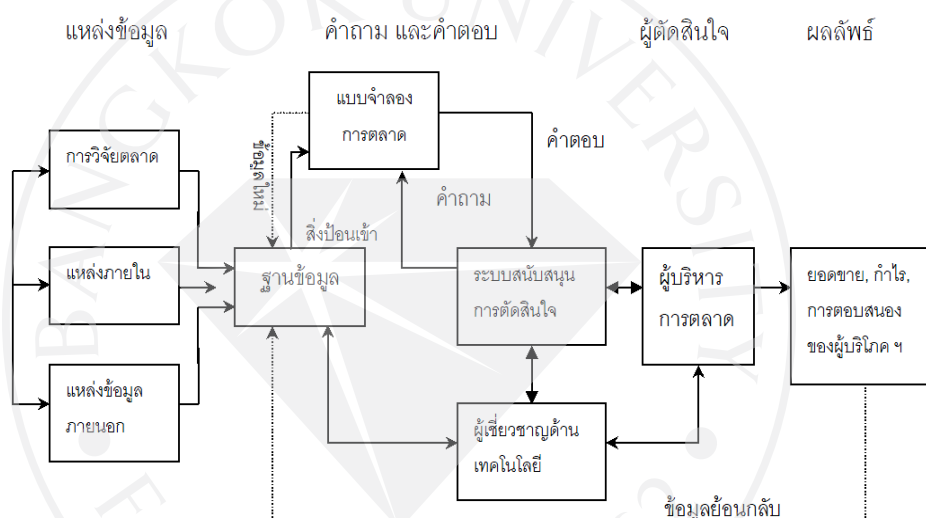 แหล่งข้อมูล
คำถาม และคำตอบ
ผู้ตัดสินใจ
ผลลัพธ์
แบบจำลอง
การตลาด
ข้อมูลใหม่
คำตอบ
การวิจัยตลาด
คำถาม
สิ่งป้อนเข้า
แหล่งภายใน
ฐานข้อมูล
ระบบสนับสนุน
การตัดสินใจ
ผู้บริหาร
การตลาด
ยอดขาย, กำไร,
การตอบสนอง
ของผู้บริโภค ฯ
แหล่งข้อมูล
ภายนอก
ผู้เชี่ยวชาญด้าน
เทคโนโลยี
ข้อมูลย้อนกลับ
BANGKOK UNIVERSITY